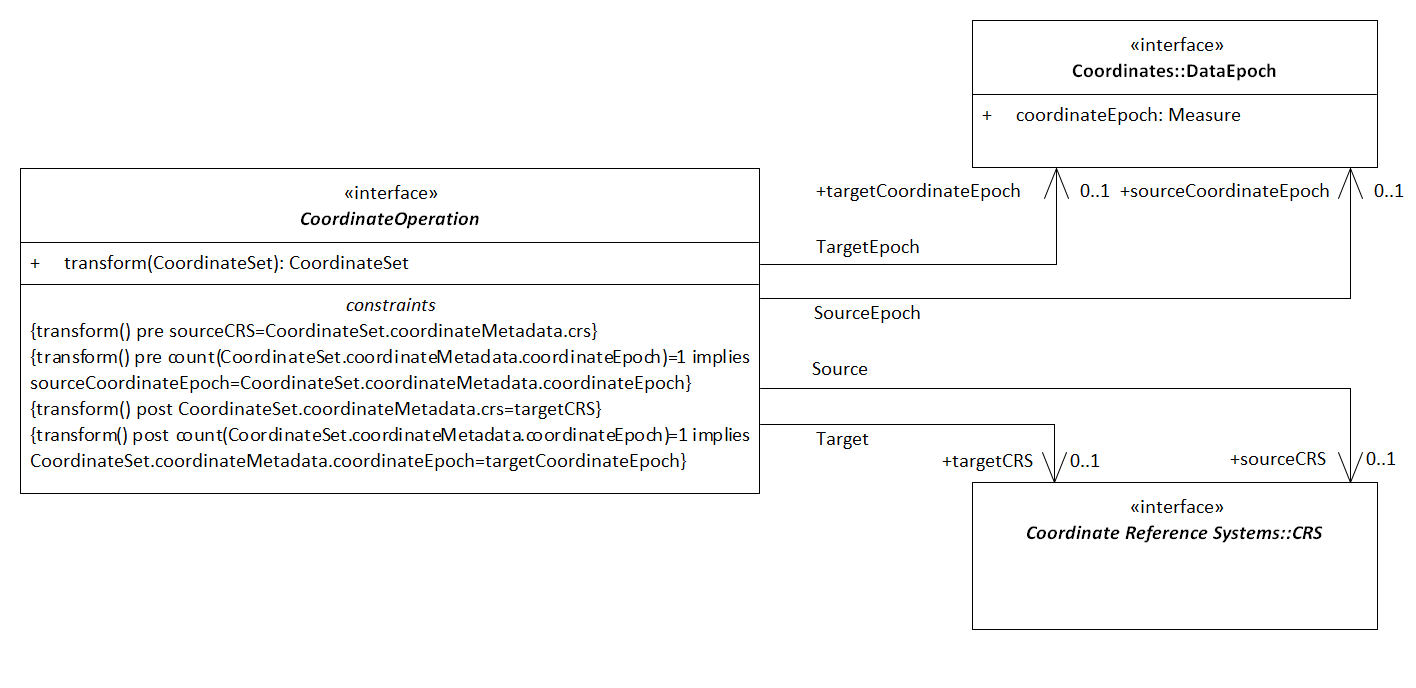 «interface»
Coordinates::DataEpoch
+ coordinateEpoch: Measure
«interface»
CoordinateOperation
+ transform(CoordinateSet): CoordinateSet
constraints
{transform() pre sourceCRS=CoordinateSet.coordinateMetadata.crs}
{transform() pre count(CoordinateSet.coordinateMetadata.coordinateEpoch)=1 implies
sourceCoordinateEpoch=CoordinateSet.coordinateMetadata.coordinateEpoch}
{transform() post CoordinateSet.coordinateMetadata.crs=targetCRS}
{transform() post count(CoordinateSet.coordinateMetadata.coordinateEpoch)=1 implies
CoordinateSet.coordinateMetadata.coordinateEpoch=targetCoordinateEpoch}
+targetCoordinateEpoch 0..1 +sourceCoordinateEpoch 0..1
TargetEpoch
SourceEpoch
Source
Target
+targetCRS 0..1 +sourceCRS 0..1
«interface»
Coordinate Reference Systems::CRS